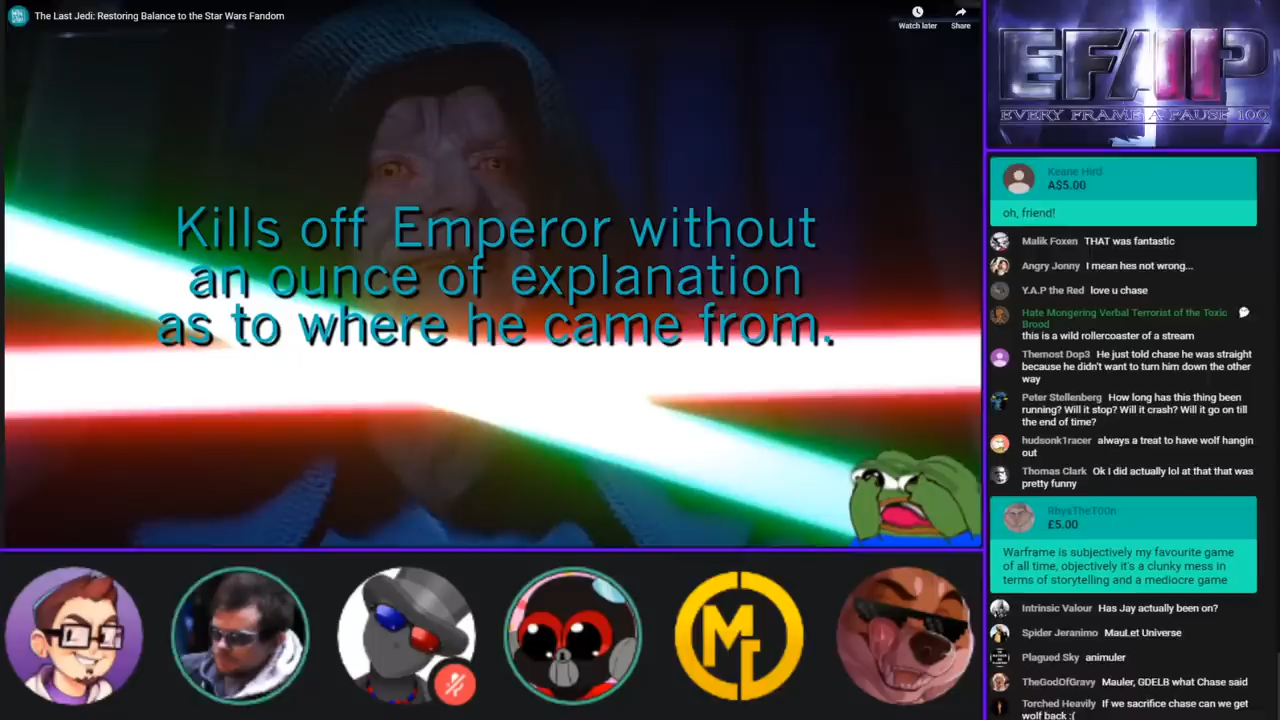 The Last Jedi: Restoring Balance to the Star Wars Fandom
Watch later
Share
Kills off Emperor without
an ounce of explanation
as to where he came from.
EFAP
EVERY FRAME A PAUSE 100
Keane Hird
A$5.00
oh, friend!
Malik Foxen THAT was fantastic
Angry Jonny I mean hes not wrong...
Y.A.P the Red love u chase
Hate Mongering Verbal Terrorist of the Toxic
Brood
this is a wild rollercoaster of a stream
Themost Dop3 He just told chase he was straight
because he didn't want to turn him down the other
way
Peter Stellenberg How long has this thing been
running? Will it stop? Will it crash? Will it go on till
the end of time?
hudsonk1racer always a treat to have wolf hangin
out
Thomas Clark Ok I did actually lol at that that was
pretty funny
RhysTheT00n
£5.00
Warframe is subjectively my favourite game
of all time, objectively it's a clunky mess in
terms of storytelling and a mediocre game
Intrinsic Valour Has Jay actually been on?
Spider Jeranimo MauLet Universe
Plagued Sky animuler
TheGodOfGravy Mauler, GDELB what Chase said
Torched Heavily If we sacrifice chase can we get
wolf back :(